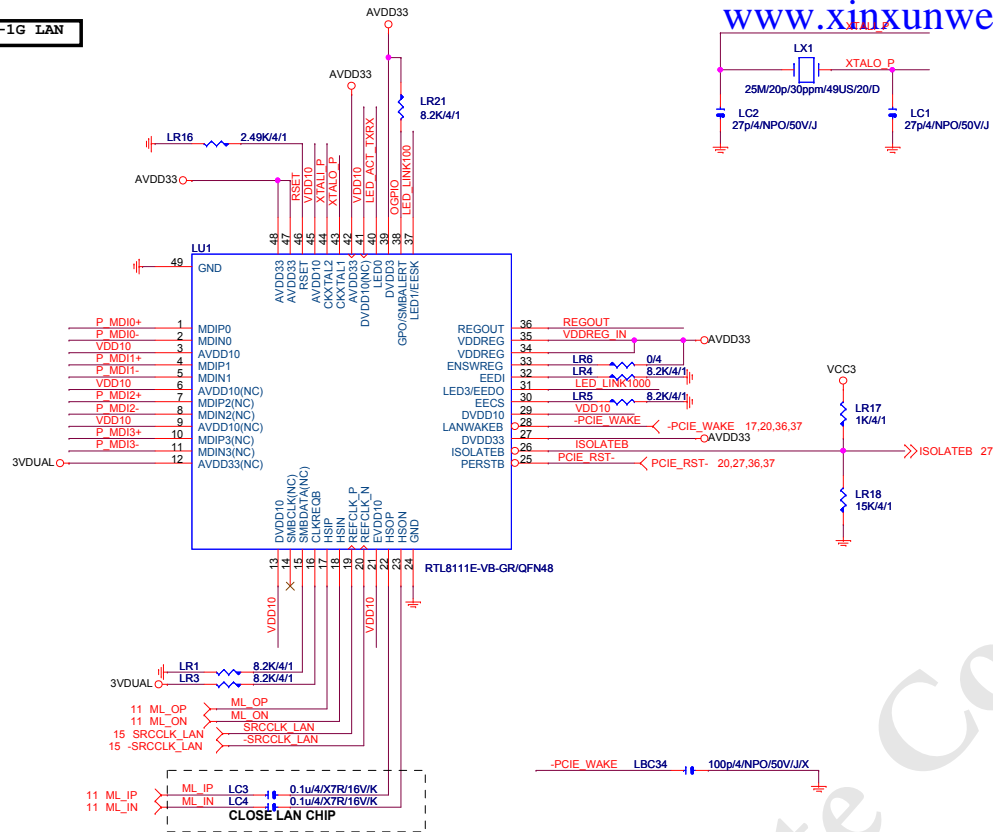 -1G LAN
www.xinxunwe
AVDD33
AVDD33
LR21
8.2K/4/1
LR16 2.49K/4/1
AVDD33
RSET
VDD10
XTALI_P
XTALO_P
VDD10
LED_ACT_TXRX
OGPIO
LED_LINK100
XTALI_P
LX1
XTALO_P
25M/20p/30ppm/49US/20/D
LC2
27p/4/NPO/50V/J
LC1
27p/4/NPO/50V/J
48 47 46 45 44 43 42 41 40 39 38 37
LU1
49 GND
AVDD33
AVDD33
RSET
AVDD10
CKXTAL2
CKXTAL1
AVDD33
DVDD10(NC)
LED0
DVDD3
GPO/SMBALERT
LED1/EESK
P_MDI0+ 1 MDIP0
P_MDI0- 2 MDIN0
VDD10 3 AVDD10
P_MDI1+ 4 MDIP1
P_MDI1- 5 MDIN1
VDD10 6 AVDD10(NC)
P_MDI2+ 7 MDIP2(NC)
P_MDI2- 8 MDIN2(NC)
VDD10 9 AVDD10(NC)
P_MDI3+ 10 MDIP3(NC)
P_MDI3- 11 MDIN3(NC)
3VDUAL 12 AVDD33(NC)
REGOUT 36 REGOUT
VDDREG 35 VDDREG_IN
VDDREG 34 AVDD33
ENSWREG 33 LR6 0/4
EEDI 32 LR4 8.2K/4/1
LED3/EEDO 31 LED_LINK1000
EECS 30 LR5 8.2K/4/1
DVDD10 29 VDD10
LANWAKEB 28 -PCIE_WAKE -PCIE_WAKE 17,20,36,37
DVDD33 27 AVDD33
ISOLATEB 26 ISOLATEB
PERSTB 25 PCIE_RST- PCIE_RST- 20,27,36,37
VCC3
LR17
1K/4/1
ISOLATEB 27
LR18
15K/4/1
DVDD10
SMBCLK(NC)
SMBDATA(NC)
CLKREQB
HSIP
HSIN
REFCLK_P
REFCLK_N
EVDD10
HSOP
HSON
GND
13 14 15 16 17 18 19 20 21 22 23 24
RTL8111E-VB-GR/QFN48
VDD10
VDD10
LR1 8.2K/4/1
3VDUAL LR3 8.2K/4/1
11 ML_OP ML_OP
11 ML_ON ML_ON
15 SRCCLK_LAN SRCCLK_LAN
15 -SRCCLK_LAN -SRCCLK_LAN
11 ML_IP ML_IP LC3 0.1u/4/X7R/16V/K
11 ML_IN ML_IN LC4 0.1u/4/X7R/16V/K
CLOSE LAN CHIP
-PCIE_WAKE LBC34 100p/4/NPO/50V/J/X
te Co